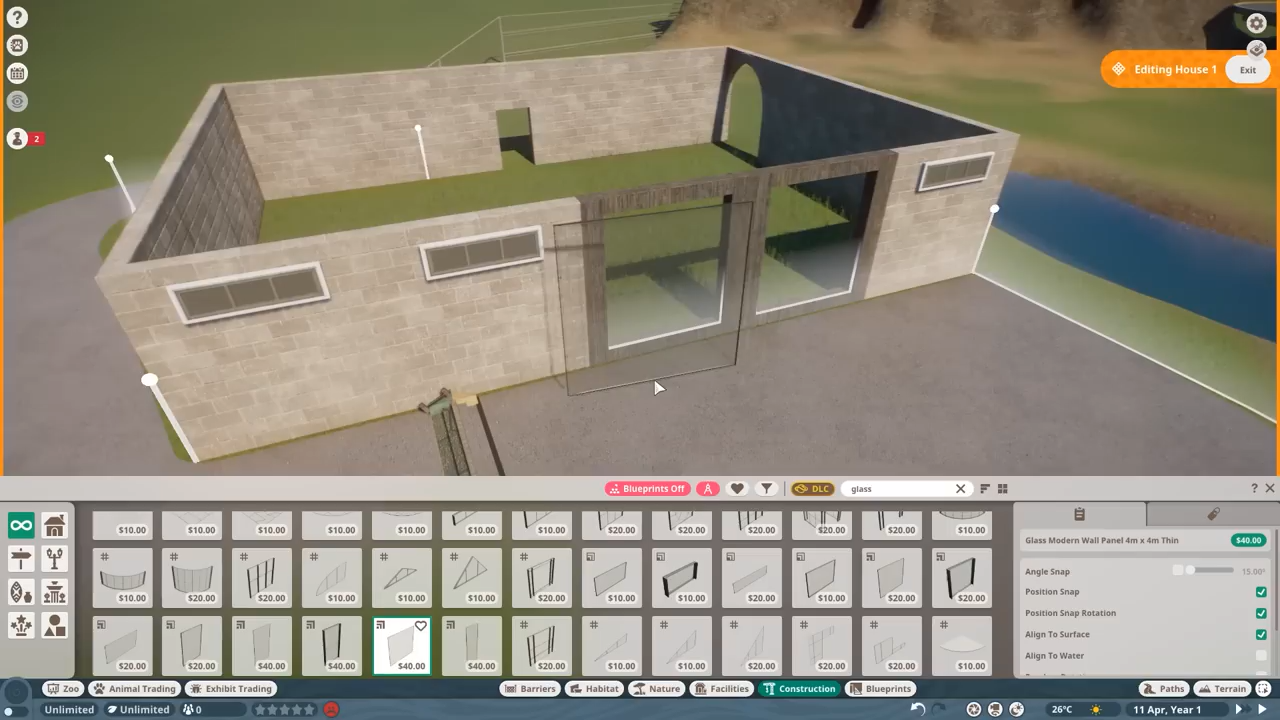 ?
Editing House 1
Exit
2
Blueprints Off
DLC
glass
?
$10.00 $10.00 $10.00 $10.00 $10.00 $10.00 $20.00 $20.00 $20.00 $20.00 $20.00 $20.00 $10.00
$10.00 $20.00 $20.00 $10.00 $10.00 $10.00 $20.00 $20.00 $20.00 $20.00 $20.00 $20.00 $20.00
$20.00 $20.00 $40.00 $40.00 $40.00 $40.00 $20.00 $10.00 $10.00 $10.00 $10.00 $10.00 $10.00
Glass Modern Wall Panel 4m x 4m Thin $40.00
Angle Snap 15.00°
Position Snap
Position Snap Rotation
Align To Surface
Align To Water
Zoo Animal Trading Exhibit Trading Barriers Habitat Nature Facilities Construction Blueprints Paths Terrain
Unlimited Unlimited 0 26°C 11 Apr, Year 1